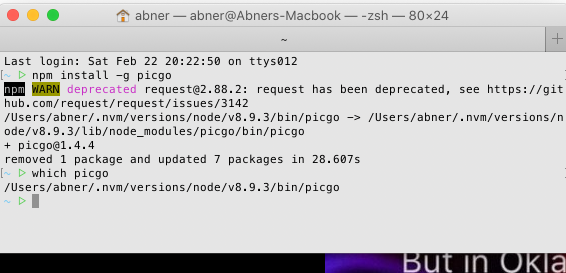 abner — abner@Abners-Macbook — -zsh — 80×24
~
+
Last login: Sat Feb 22 20:22:50 on ttys012
[~ ▷ npm install -g picgo ]
npm WARN deprecated request@2.88.2: request has been deprecated, see https://git
hub.com/request/request/issues/3142
/Users/abner/.nvm/versions/node/v8.9.3/bin/picgo -> /Users/abner/.nvm/versions/n
ode/v8.9.3/lib/node_modules/picgo/bin/picgo
+ picgo@1.4.4
removed 1 package and updated 7 packages in 28.607s
[~ ▷ which picgo ]
/Users/abner/.nvm/versions/node/v8.9.3/bin/picgo
~ ▷
But in Okla